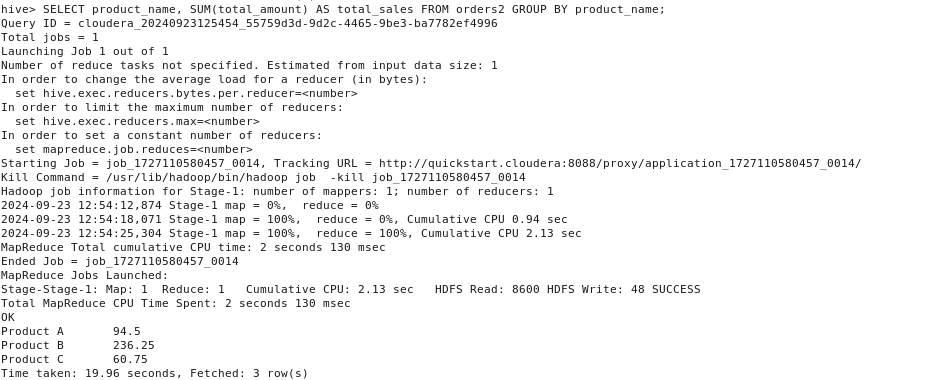 hive> SELECT product_name, SUM(total_amount) AS total_sales FROM orders2 GROUP BY product_name;
Query ID = cloudera_20240923125454_55759d3d-9d2c-4465-9be3-ba7782ef4996
Total jobs = 1
Launching Job 1 out of 1
Number of reduce tasks not specified. Estimated from input data size: 1
In order to change the average load for a reducer (in bytes):
  set hive.exec.reducers.bytes.per.reducer=<number>
In order to limit the maximum number of reducers:
  set hive.exec.reducers.max=<number>
In order to set a constant number of reducers:
  set mapreduce.job.reduces=<number>
Starting Job = job_1727110580457_0014, Tracking URL = http://quickstart.cloudera:8088/proxy/application_1727110580457_0014/
Kill Command = /usr/lib/hadoop/bin/hadoop job  -kill job_1727110580457_0014
Hadoop job information for Stage-1: number of mappers: 1; number of reducers: 1
2024-09-23 12:54:12,874 Stage-1 map = 0%,  reduce = 0%
2024-09-23 12:54:18,071 Stage-1 map = 100%,  reduce = 0%, Cumulative CPU 0.94 sec
2024-09-23 12:54:25,304 Stage-1 map = 100%,  reduce = 100%, Cumulative CPU 2.13 sec
MapReduce Total cumulative CPU time: 2 seconds 130 msec
Ended Job = job_1727110580457_0014
MapReduce Jobs Launched:
Stage-Stage-1: Map: 1  Reduce: 1   Cumulative CPU: 2.13 sec   HDFS Read: 8600 HDFS Write: 48 SUCCESS
Total MapReduce CPU Time Spent: 2 seconds 130 msec
OK
Product A       94.5
Product B       236.25
Product C       60.75
Time taken: 19.96 seconds, Fetched: 3 row(s)